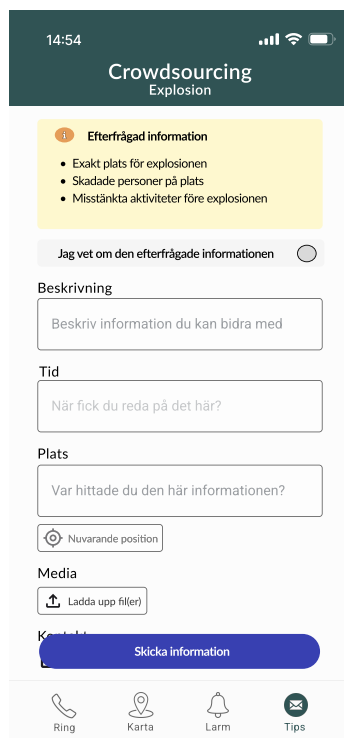 14:54
Crowdsourcing
Explosion
Efterfrågad information
• Exakt plats för explosionen
• Skadade personer på plats
• Misstänkta aktiviteter före explosionen
Jag vet om den efterfrågade informationen
Beskrivning
Beskriv information du kan bidra med
Tid
När fick du reda på det här?
Plats
Var hittade du den här informationen?
Nuvarande position
Media
Ladda upp fil(er)
Skicka information
Ring
Karta
Larm
Tips